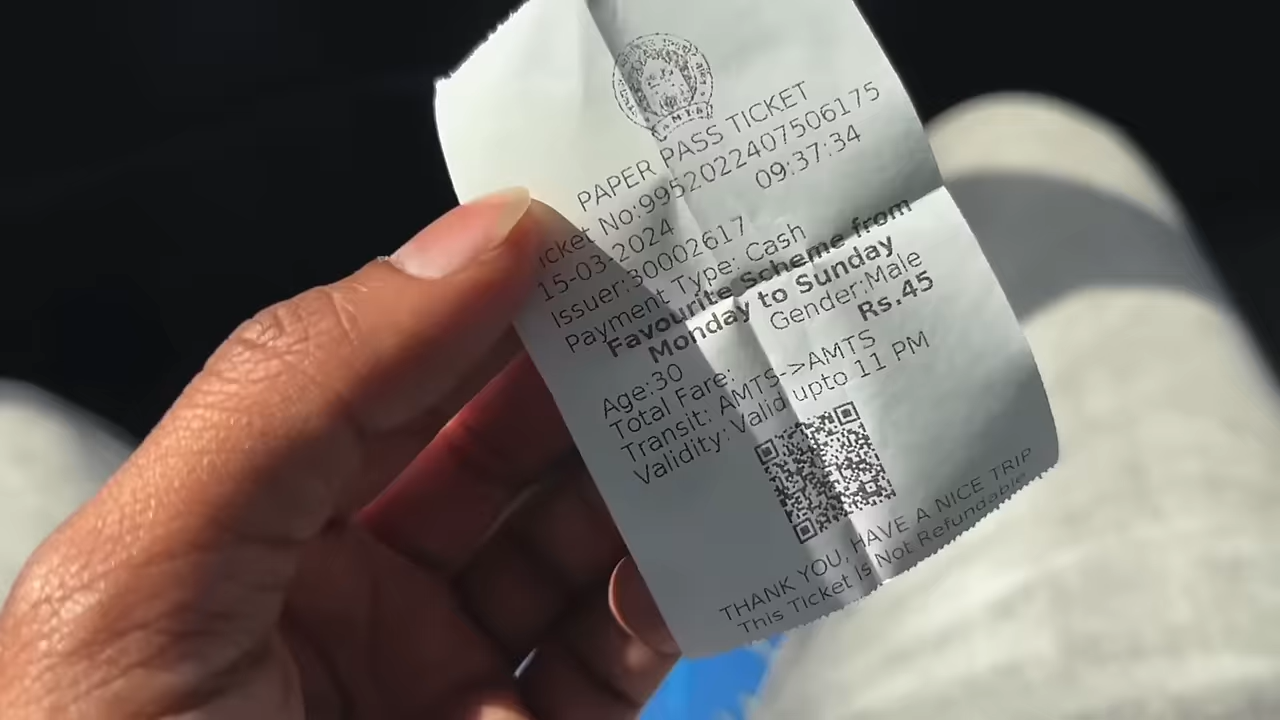 AMTS
PAPER PASS TICKET
icket No:9952022407506175
15-03-2024 09:37:34
Issuer:30002617
Payment Type: Cash
Favourite Scheme from
Monday to Sunday
Age:30 Gender:Male
Total Fare: Rs.45
Transit: AMTS->AMTS
Validity: Valid upto 11 PM
THANK YOU, HAVE A NICE TRIP
This Ticket Is Not Refundable